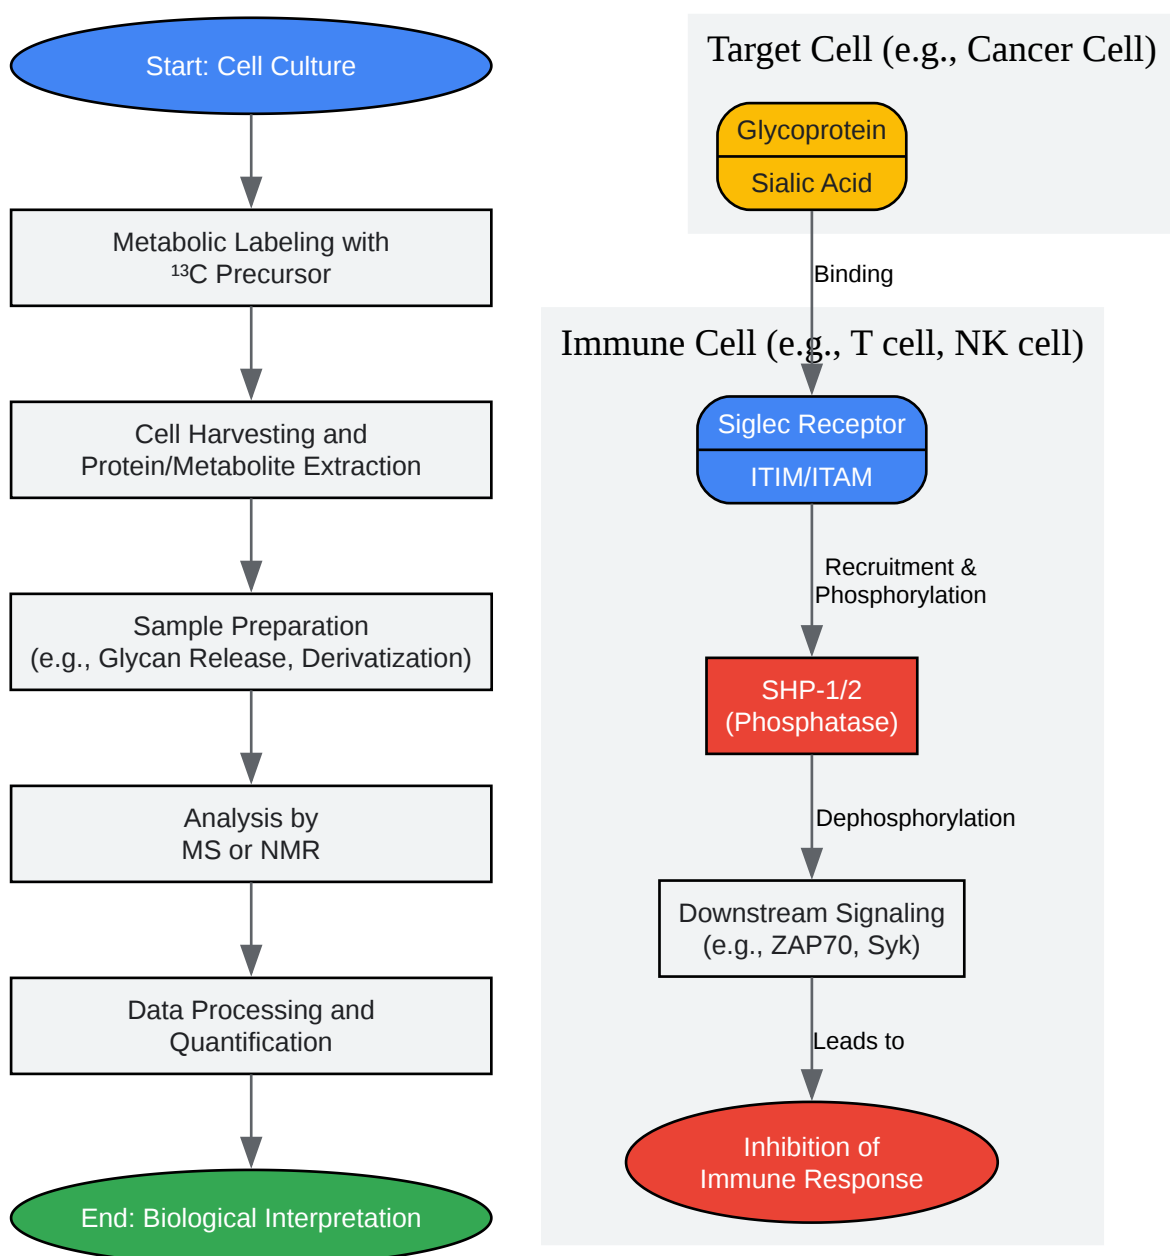 Start: Cell Culture
Metabolic Labeling with
¹³C Precursor
Cell Harvesting and
Protein/Metabolite Extraction
Sample Preparation
(e.g., Glycan Release, Derivatization)
Analysis by
MS or NMR
Data Processing and
Quantification
End: Biological Interpretation
Target Cell (e.g., Cancer Cell)
Glycoprotein
Sialic Acid
Binding
Immune Cell (e.g., T cell, NK cell)
Siglec Receptor
ITIM/ITAM
Recruitment &
Phosphorylation
SHP-1/2
(Phosphatase)
Dephosphorylation
Downstream Signaling
(e.g., ZAP70, Syk)
Leads to
Inhibition of
Immune Response